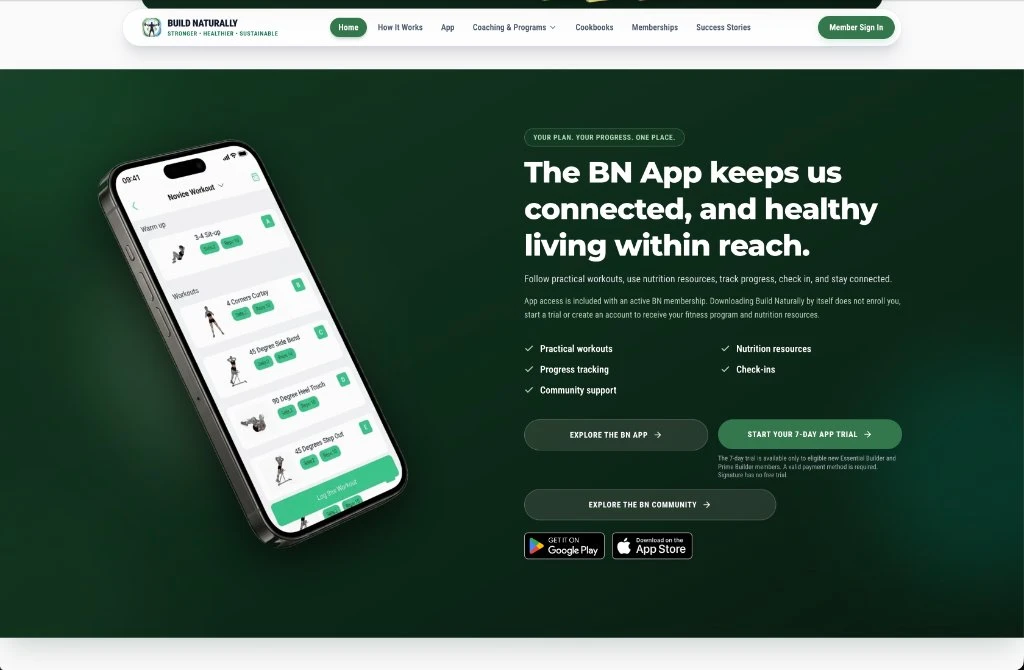 BUILD NATURALLY
STRONGER • HEALTHIER • SUSTAINABLE
Home
How It Works
App
Coaching & Programs
Cookbooks
Memberships
Success Stories
Member Sign In
09:41
Novice Workout
Warm up
A
3-4 Sit-up
Workouts
B
4 Corners Curtsy
C
45 Degree Side Bend
D
90 Degree Heel Touch
E
45 Degrees Step Out
Log this Workout
YOUR PLAN. YOUR PROGRESS. ONE PLACE.
The BN App keeps us
connected, and healthy
living within reach.
Follow practical workouts, use nutrition resources, track progress, check in, and stay connected.
App access is included with an active BN membership. Downloading Build Naturally by itself does not enroll you,
start a trial or create an account to receive your fitness program and nutrition resources.
Practical workouts
Nutrition resources
Progress tracking
Check-ins
Community support
EXPLORE THE BN APP →
START YOUR 7-DAY APP TRIAL →
The 7-day trial is available only to eligible new Essential Builder and
Prime Builder members. A valid payment method is required.
Signature has no free trial.
EXPLORE THE BN COMMUNITY →
GET IT ON
Google Play
Download on the
App Store